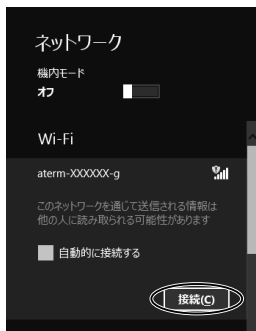 ネットワーク
機内モード
オフ
Wi-Fi
aterm-XXXXXX-g
このネットワークを通じて送信される情報は
他の人に読み取られる可能性があります
自動的に接続する
接続(C)